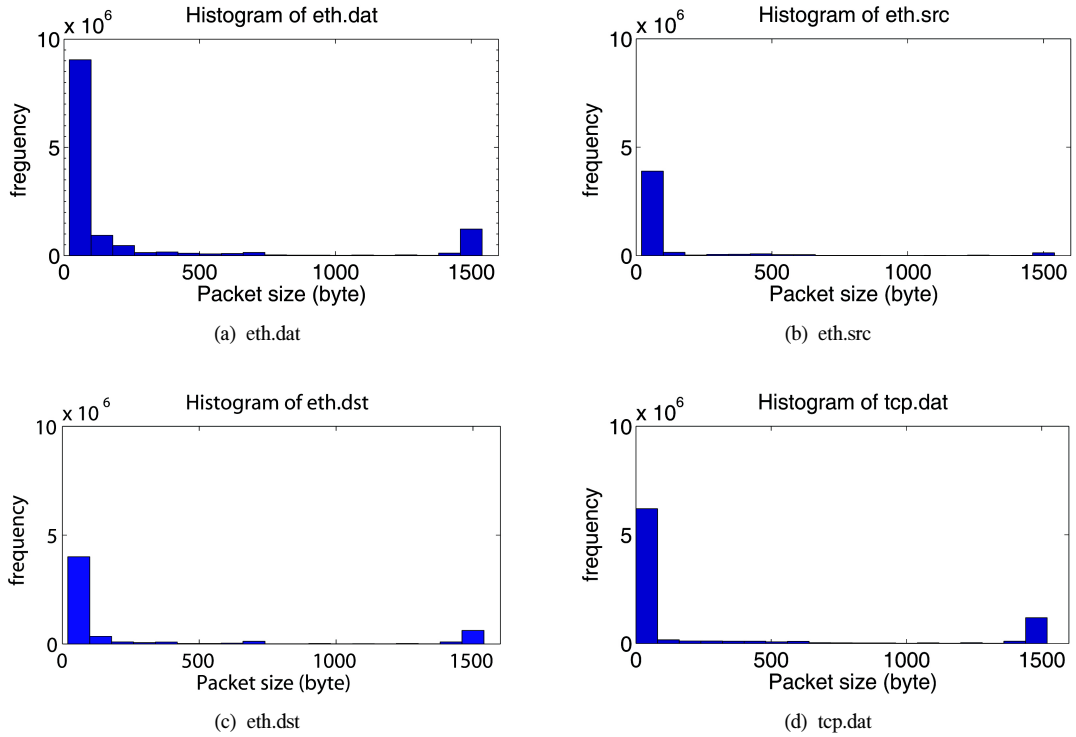 Histogram of eth.dat
x 10^6
10
5
0
freguency
0 500 1000 1500
Packet size (byte)
(a) eth.dat
Histogram of eth.src
x 10^6
10
5
0
frequency
0 500 1000 1500
Packet size (byte)
(b) eth.src
Histogram of eth.dst
x 10^6
10
5
0
frequency
0 500 1000 1500
Packet size (byte)
(c) eth.dst
Histogram of tcp.dat
x 10^6
10
5
0
frequency
0 500 1000 1500
Packet size (byte)
(d) tcp.dat